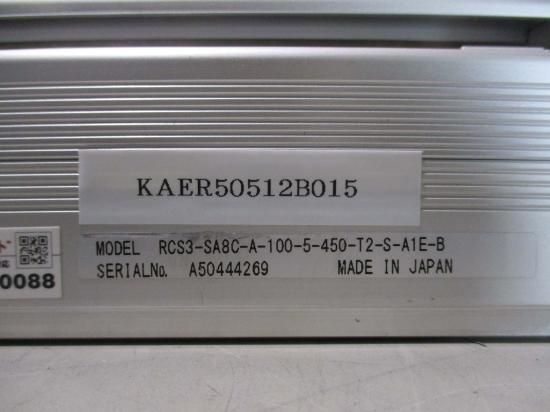 KAER50512B015
MODEL RCS3-SA8C-A-100-5-450-T2-S-A1E-B
SERIALNo. A50444269 MADE IN JAPAN
0088